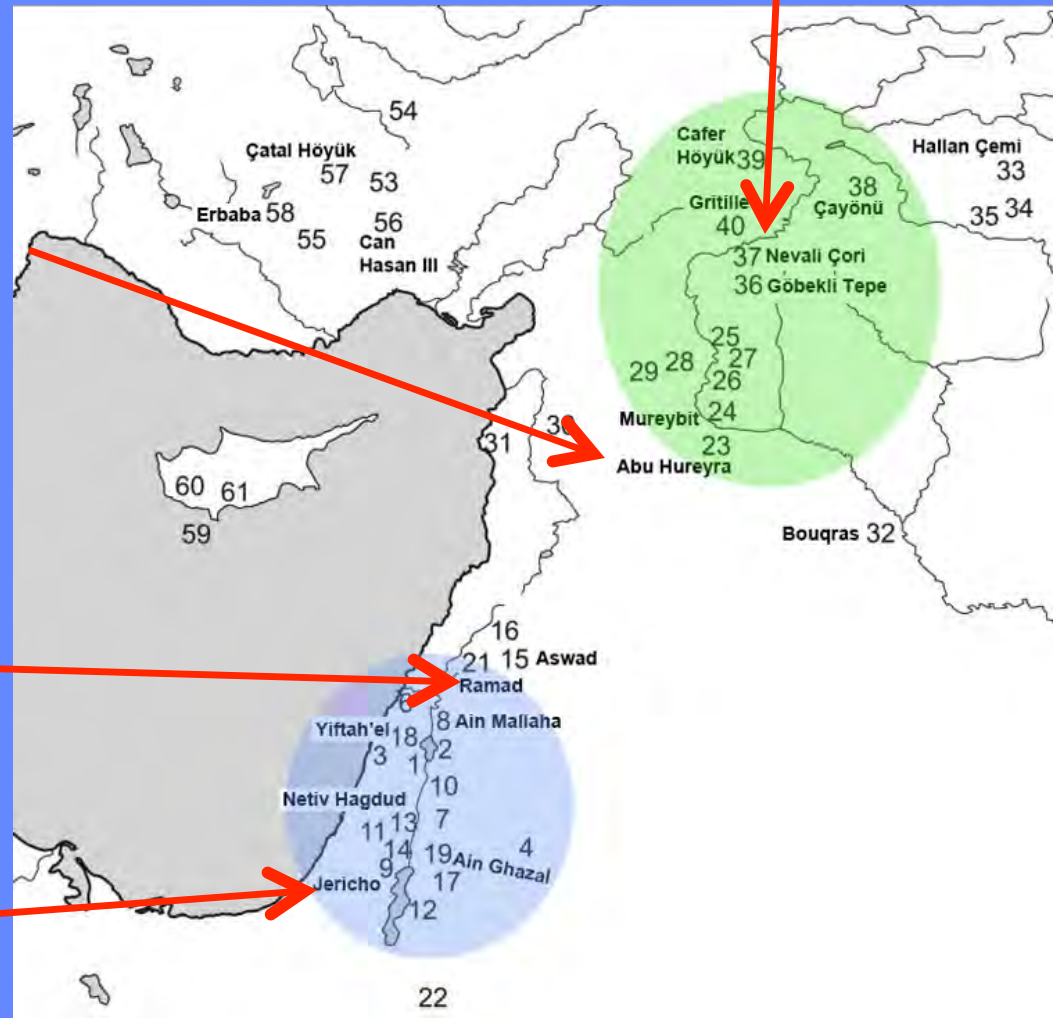 54
Çatal Höyük
57
53
Erbaba 58
56
55
Can
Hasan III
Cafer
Höyük 39
Hallan Çemi
33
38
Çayönü
35 34
Gritille
40
37 Nevali Çori
36 Göbekli Tepe
25
29 28 27
26
Mureybit 24
23
Abu Hureyra
31
60 61
59
Bouqras 32
16
21 15 Aswad
Ramad
6
8 Ain Mallaha
Yiftah'el 18
3 1 2
10
Netiv Hagdud
11 13 7
14 19 Ain Ghazal 4
9
Jericho 17
12
22